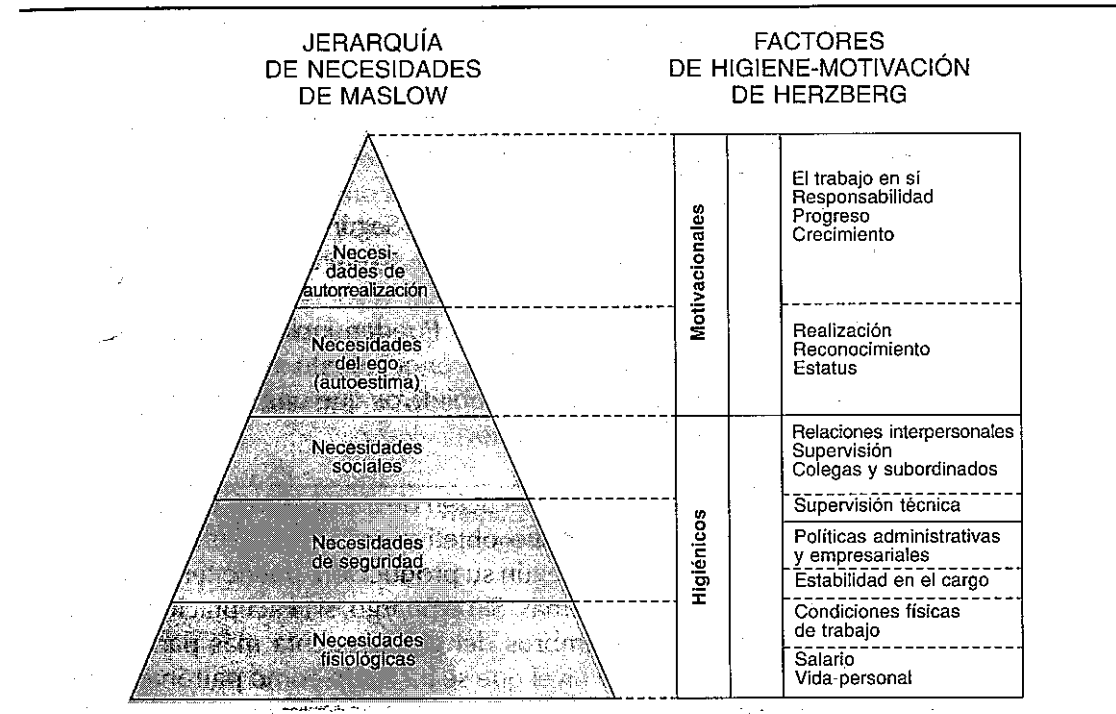 JERARQUÍA
DE NECESIDADES
DE MASLOW
FACTORES
DE HIGIENE-MOTIVACIÓN
DE HERZBERG
Necesi-
dades de
autorrealización
Necesidades
del ego
(autoestima)
Necesidades
sociales
Necesidades
de seguridad
Necesidades
fisiológicas
Motivacionales
Higiénicos
El trabajo en sí
Responsabilidad
Progreso
Crecimiento
Realización
Reconocimiento
Estatus
Relaciones interpersonales
Supervisión
Colegas y subordinados
Supervisión técnica
Políticas administrativas
y empresariales
Estabilidad en el cargo
Condiciones físicas
de trabajo
Salario
Vida personal